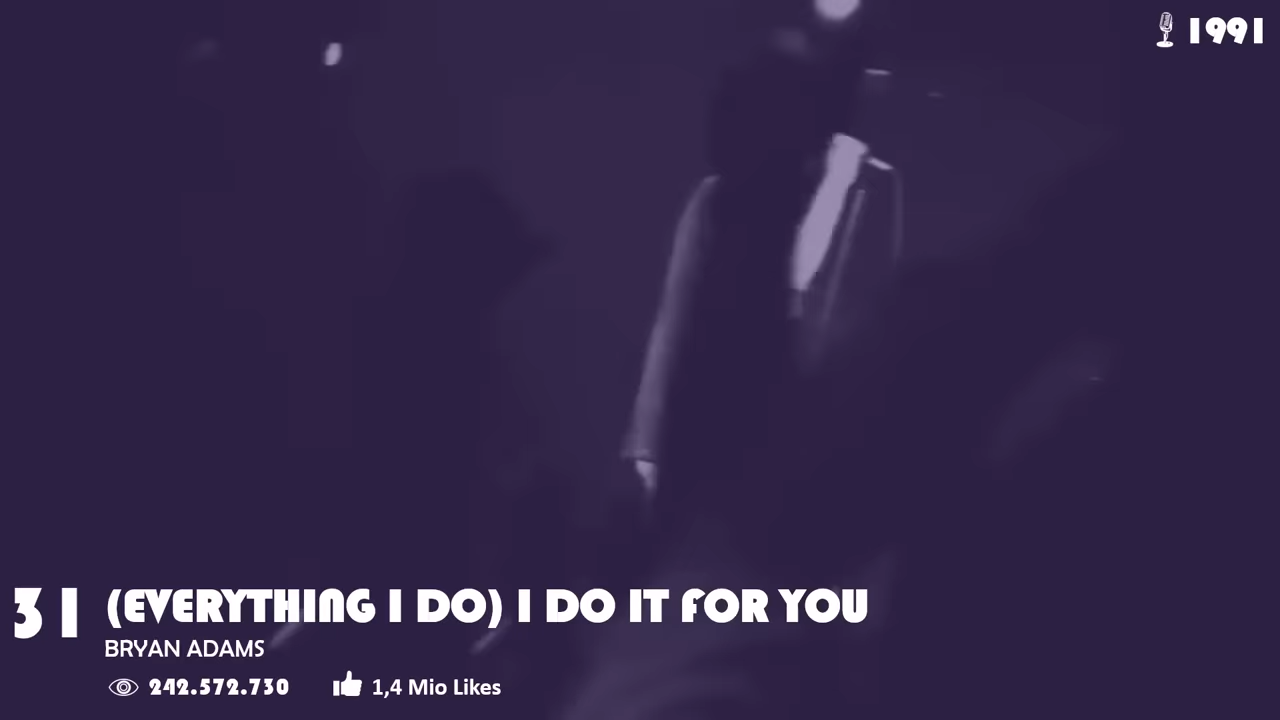 1991
31 (EVERYTHING I DO) I DO IT FOR YOU
BRYAN ADAMS
242.572.730 1,4 Mio Likes